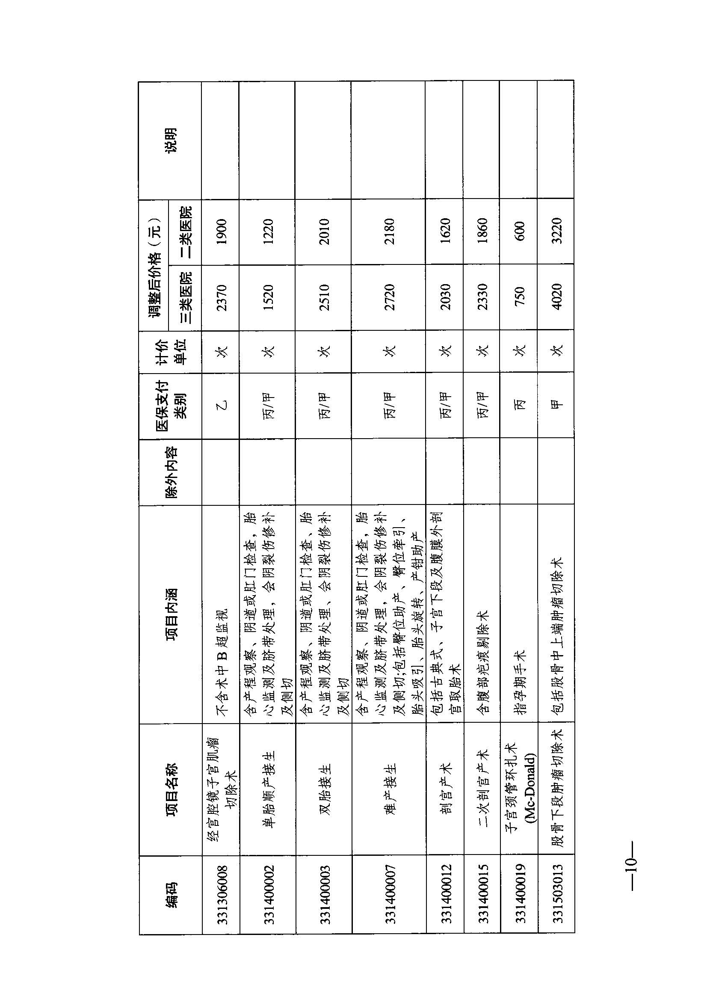 编码
项目名称
项目内涵
除外内容
医保支付
类别
计价
单位
调整后价格（元）
三类医院
二类医院
说明
331306008
经宫腔镜子宫肌瘤
切除术
不含术中 B 超监视
乙
次
2370
1900
331400002
单胎顺产接生
含产程观察、阴道或肛门检查，胎
心监测及脐带处理，会阴裂伤修补
及侧切
丙/甲
次
1520
1220
331400003
双胎接生
含产程观察、阴道或肛门检查、胎
心监测及脐带处理、会阴裂伤修补
及侧切
丙/甲
次
2510
2010
331400007
难产接生
含产程观察、阴道或肛门检查，胎
心监测及脐带处理，会阴裂伤修补
及侧切;包括臀位助产、臀位牵引、
胎头吸引、胎头旋转、产钳助产
丙/甲
次
2720
2180
331400012
剖宫产术
包括古典式、子宫下段及腹膜外剖
宫取胎术
丙/甲
次
2030
1620
331400015
二次剖宫产术
含腹部疤痕剔除术
丙/甲
次
2330
1860
331400019
子宫颈管环扎术
(Mc-Donald)
指孕期手术
丙
次
750
600
331503013
股骨下段肿瘤切除术
包括股骨中上端肿瘤切除术
甲
次
4020
3220
—10—